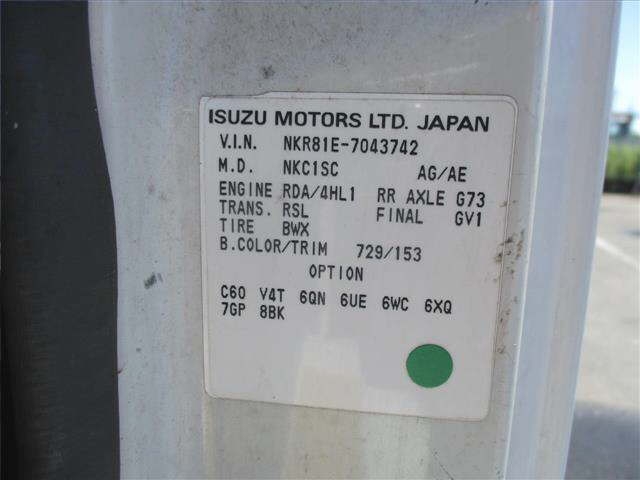 ISUZU MOTORS LTD. JAPAN
V.I.N. NKR81E-7043742
M.D. NKC1SC AG/AE
ENGINE RDA/4HL1 RR AXLE G73
TRANS. RSL FINAL GV1
TIRE BWX
B.COLOR/TRIM 729/153
OPTION
C60 V4T 6QN 6UE 6WC 6XQ
7GP 8BK